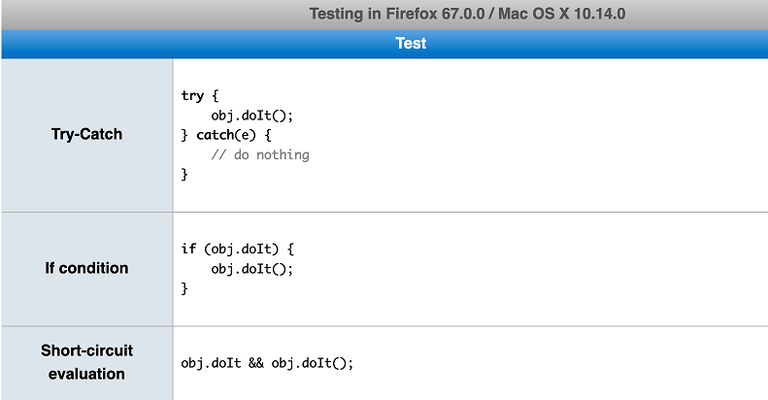 Testing in Firefox 67.0.0 / Mac OS X 10.14.0
Test
Try-Catch
try {
    obj.doIt();
} catch(e) {
    // do nothing
}
If condition
if (obj.doIt) {
    obj.doIt();
}
Short-circuit
evaluation
obj.doIt && obj.doIt();